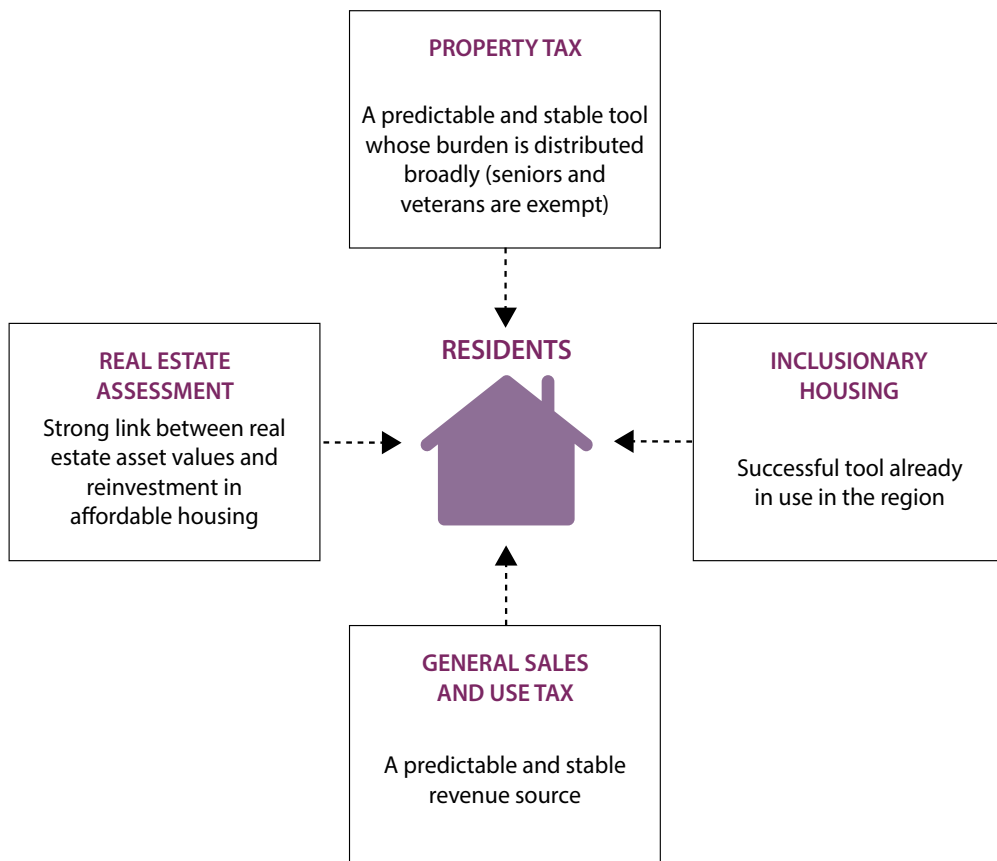 PROPERTY TAX
A predictable and stable tool
whose burden is distributed
broadly (seniors and
veterans are exempt)
REAL ESTATE
ASSESSMENT
Strong link between real
estate asset values and
reinvestment in
affordable housing
RESIDENTS
INCLUSIONARY
HOUSING
Successful tool already
in use in the region
GENERAL SALES
AND USE TAX
A predictable and stable
revenue source